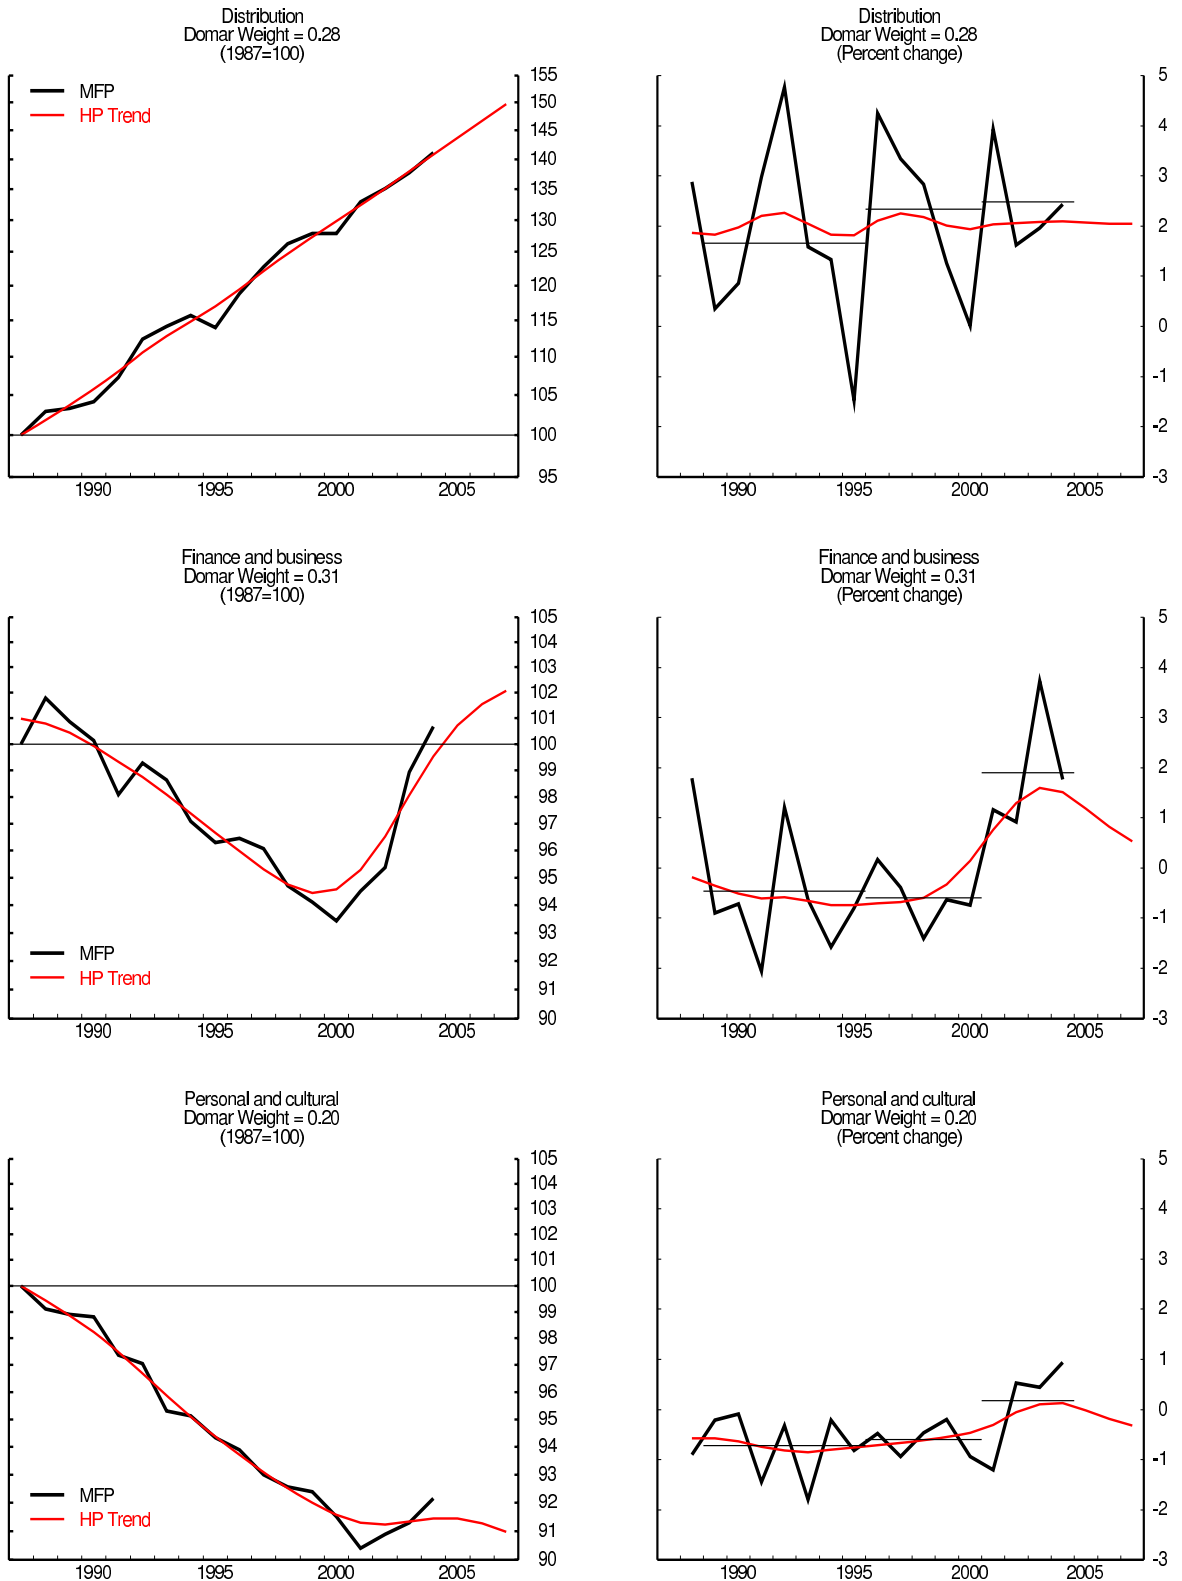 Distribution
Domar Weight = 0.28
(1987=100)
155
150
145
140
135
130
125
120
115
110
105
100
95
MFP
HP Trend
1990 1995 2000 2005
Distribution
Domar Weight = 0.28
(Percent change)
5
4
3
2
1
0
-1
-2
-3
1990 1995 2000 2005
Finance and business
Domar Weight = 0.31
(1987=100)
105
104
103
102
101
100
99
98
97
96
95
94
93
92
91
90
MFP
HP Trend
1990 1995 2000 2005
Finance and business
Domar Weight = 0.31
(Percent change)
5
4
3
2
1
0
-1
-2
-3
1990 1995 2000 2005
Personal and cultural
Domar Weight = 0.20
(1987=100)
105
104
103
102
101
100
99
98
97
96
95
94
93
92
91
90
MFP
HP Trend
1990 1995 2000 2005
Personal and cultural
Domar Weight = 0.20
(Percent change)
5
4
3
2
1
0
-1
-2
-3
1990 1995 2000 2005